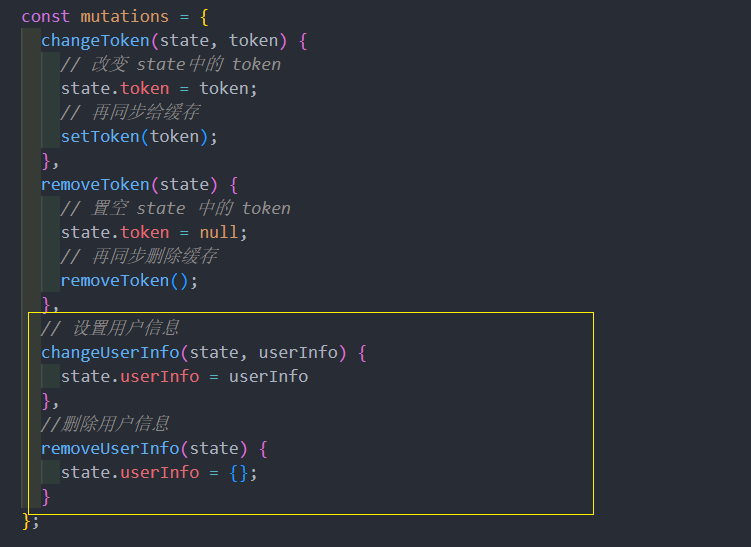 const mutations = {
changeToken(state, token) {
// 改变 state中的 token
state.token = token;
// 再同步给缓存
setToken(token);
},
removeToken(state) {
// 置空 state 中的 token
state.token = null;
// 再同步删除缓存
removeToken();
},
// 设置用户信息
changeUserInfo(state, userInfo) {
state.userInfo = userInfo
},
//删除用户信息
removeUserInfo(state) {
state.userInfo = {};
}
};